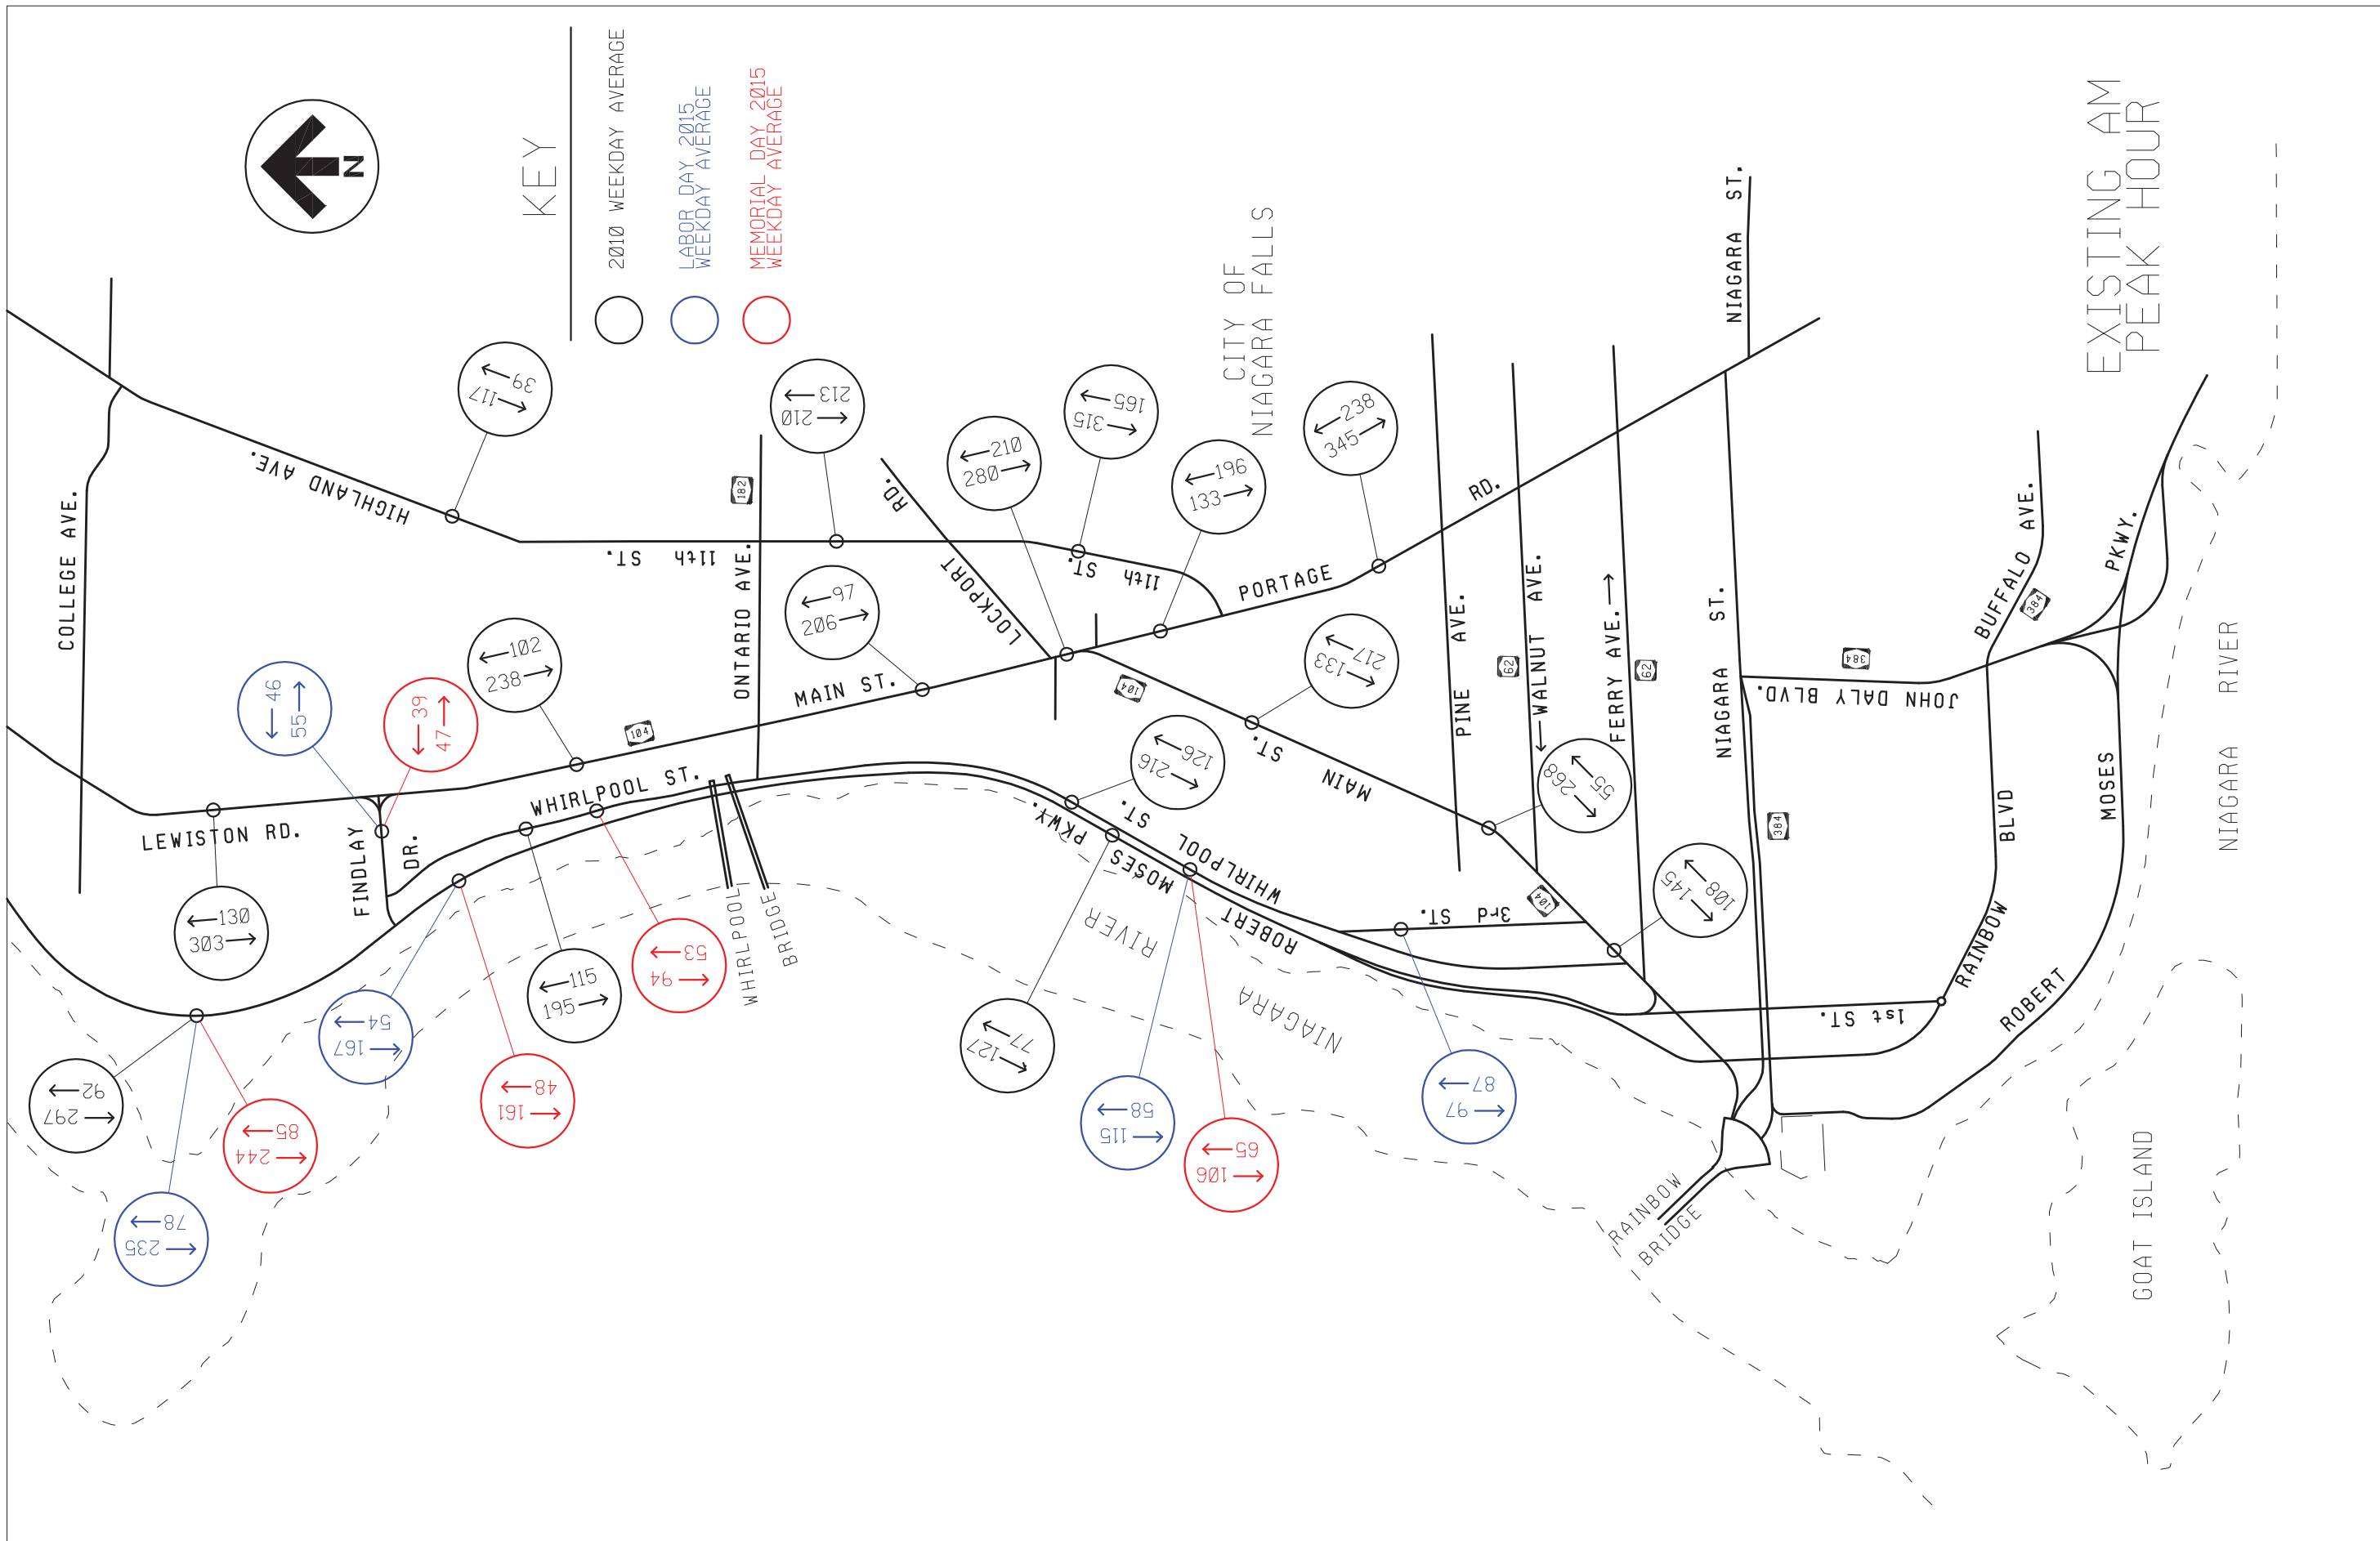 EXISTING AM
PEAK HOUR
KEY
2010 WEEKDAY AVERAGE
LABOR DAY 2015
WEEKDAY AVERAGE
MEMORIAL DAY 2015
WEEKDAY AVERAGE
N
CITY OF
NIAGARA FALLS
COLLEGE AVE.
HIGHLAND AVE.
39
117
11th ST.
182
ONTARIO AVE.
213
210
LOCKPORT RD.
210
280
165
315
11th ST.
196
133
238
345
PORTAGE RD.
NIAGARA ST.
97
206
MAIN ST.
102
238
104
46
55
39
47
LEWISTON RD.
130
303
FINDLAY DR.
WHIRLPOOL ST.
104
217
133
MAIN ST.
126
216
PINE AVE.
62
WALNUT AVE.
FERRY AVE.
62
NIAGARA ST.
55
268
108
145
104
384
384
JOHN DALY BLVD.
BUFFALO AVE.
384
PKWY.
MOSES
ROBERT
RAINBOW BLVD
1st ST.
3rd ST.
WHIRLPOOL ST.
ROBERT MOSES PKWY.
WHIRLPOOL
BRIDGE
NIAGARA RIVER
NIAGARA RIVER
GOAT ISLAND
RAINBOW
BRIDGE
92
297
78
235
85
244
54
167
48
161
115
195
53
94
77
127
58
115
65
106
87
97